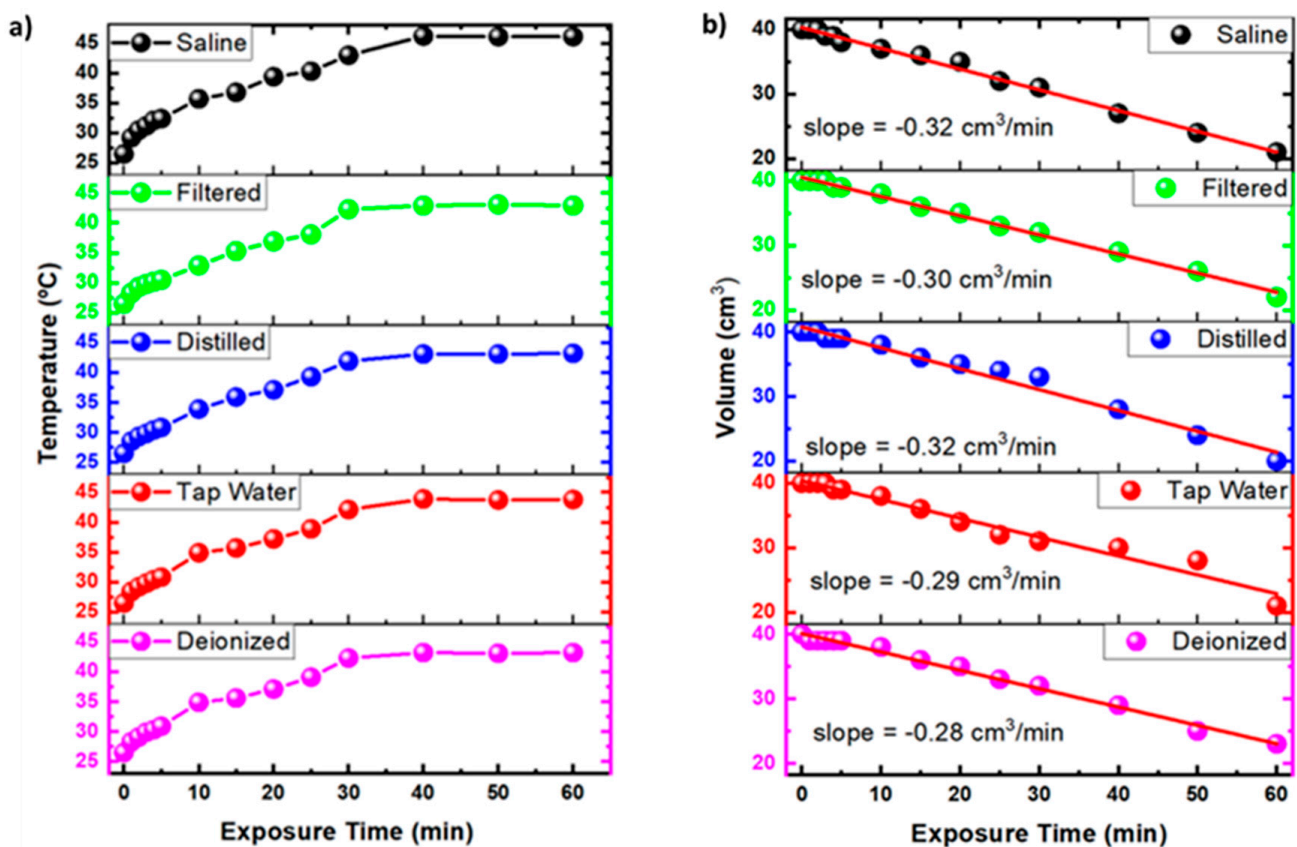 a)
Temperature (ºC)
Saline
45
40
35
30
25
Filtered
45
35
30
25
Distilled
45
40
35
30
25
Tap Water
45
40
35
30
25
Deionized
45
40
35
30
25
0 10 20 30 40 50 60
Exposure Time (min)
b)
Volume (cm³)
Saline
40
30
20
slope = -0.32 cm³/min
Filtered
40
30
20
slope = -0.30 cm³/min
Distilled
40
30
20
slope = -0.32 cm³/min
Tap Water
40
30
20
slope = -0.29 cm³/min
Deionized
40
30
20
slope = -0.28 cm³/min
0 10 20 30 40 50 60
Exposure Time (min)